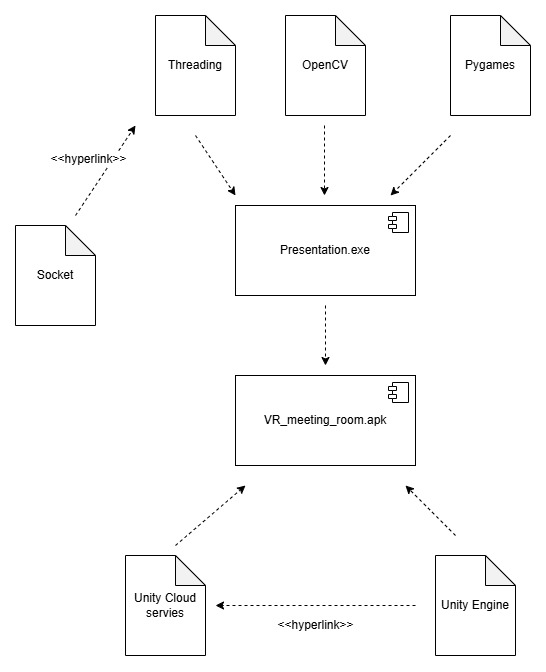 Threading
OpenCV
Pygames
<<hyperlink>>
Socket
Presentation.exe
VR_meeting_room.apk
Unity Cloud
servies
Unity Engine
<<hyperlink>>